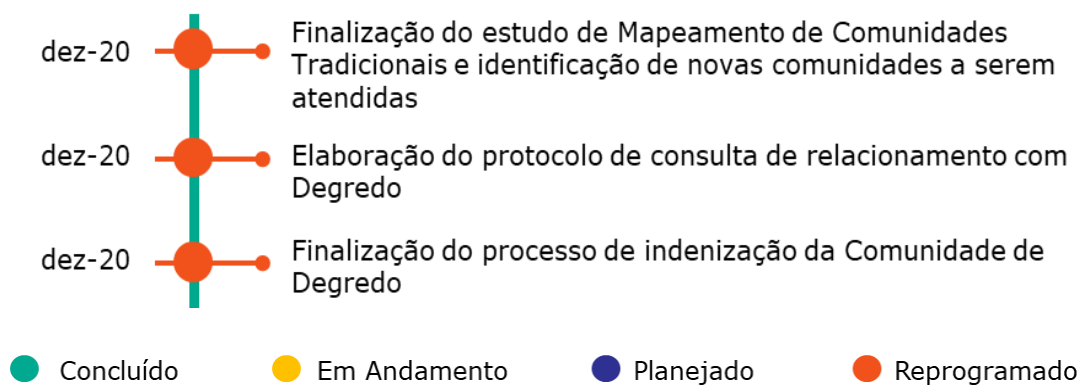 dez-20
Finalização do estudo de Mapeamento de Comunidades
Tradicionais e identificação de novas comunidades a serem
atendidas
dez-20
Elaboração do protocolo de consulta de relacionamento com
Degredo
dez-20
Finalização do processo de indenização da Comunidade de
Degredo
Concluído
Em Andamento
Planejado
Reprogramado